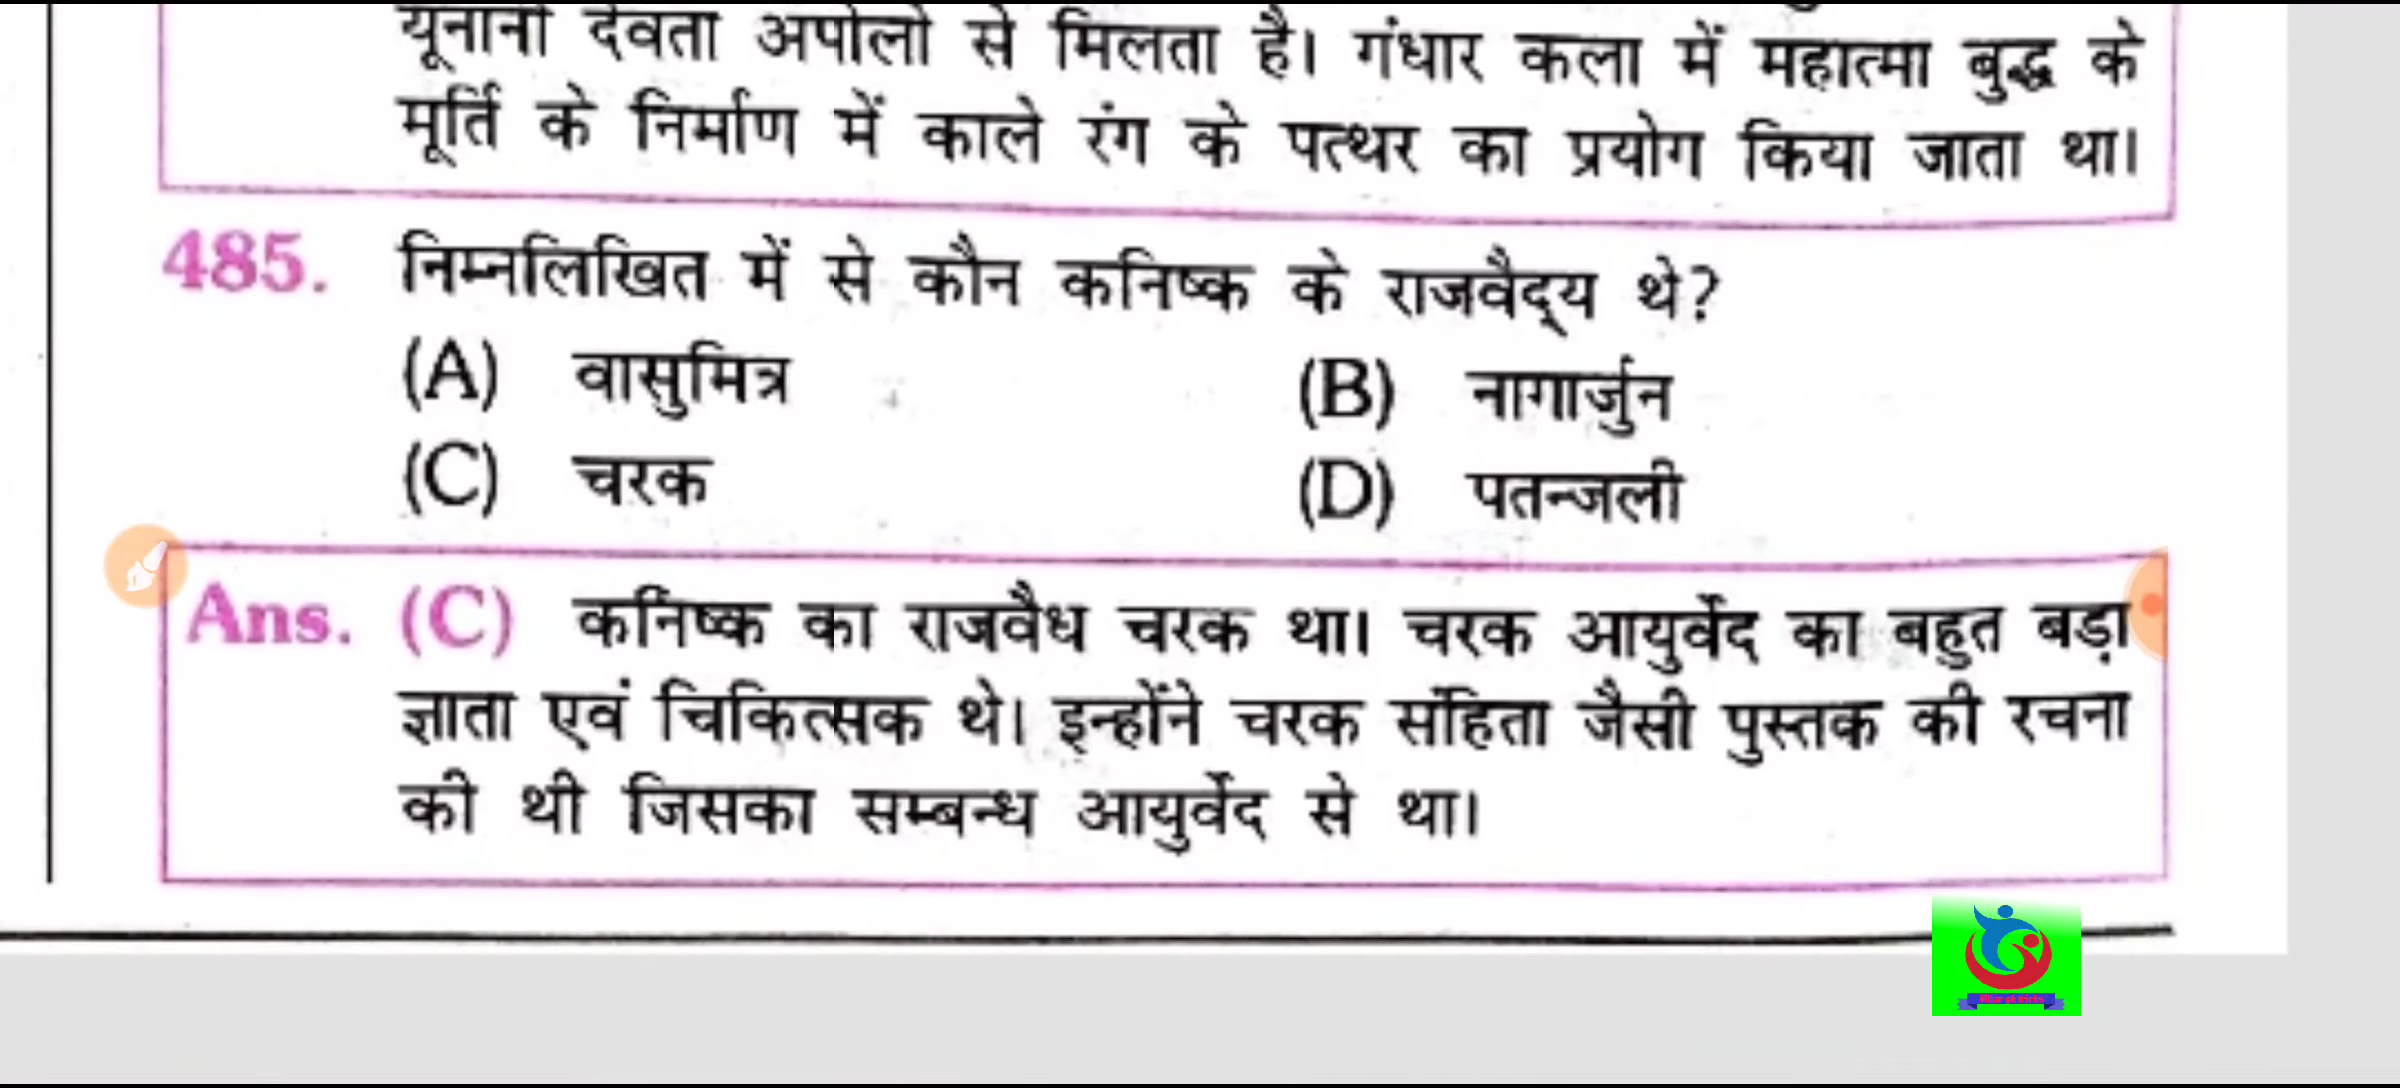 यूनानी देवता अपोलो से मिलता है। गंधार कला में महात्मा बुद्ध के
मूर्ति के निर्माण में काले रंग के पत्थर का प्रयोग किया जाता था।
485. निम्नलिखित में से कौन कनिष्क के राजवैद्य थे?
(A) वासुमित्र (B) नागार्जुन
(C) चरक (D) पतन्जली
Ans. (C) कनिष्क का राजवैध चरक था। चरक आयुर्वेद का बहुत बड़ा
ज्ञाता एवं चिकित्सक थे। इन्होंने चरक संहिता जैसी पुस्तक की रचना
की थी जिसका सम्बन्ध आयुर्वेद से था।